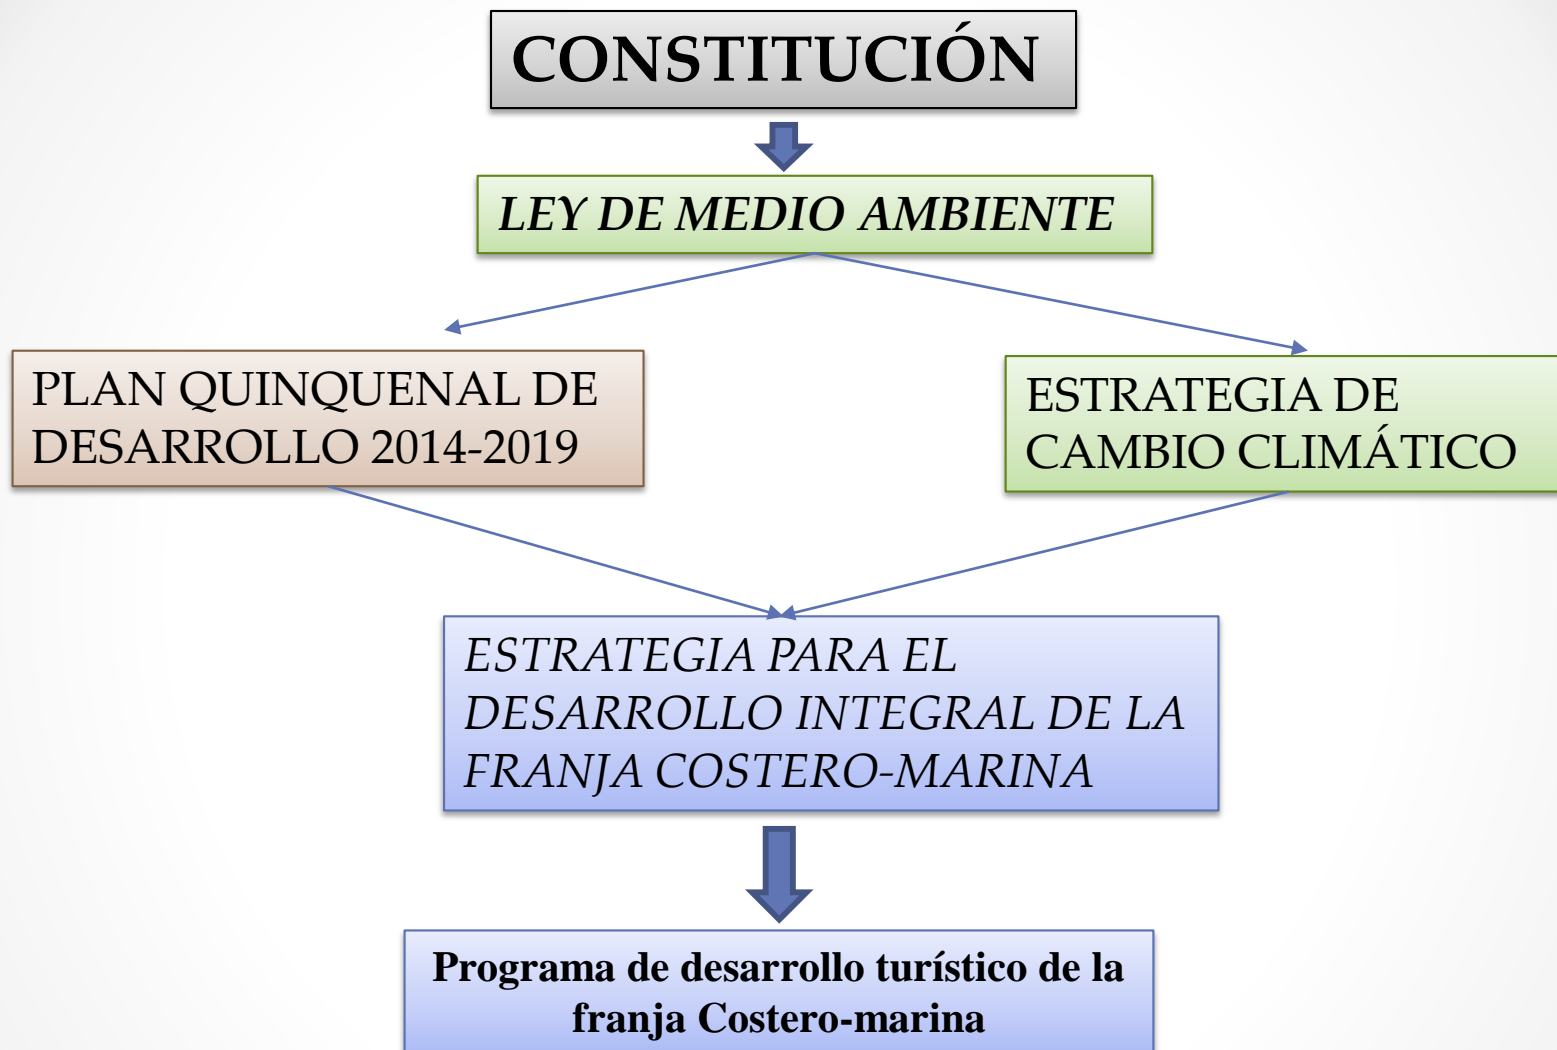 CONSTITUCIÓN
LEY DE MEDIO AMBIENTE
PLAN QUINQUENAL DE
DESARROLLO 2014-2019
ESTRATEGIA DE
CAMBIO CLIMÁTICO
ESTRATEGIA PARA EL
DESARROLLO INTEGRAL DE LA
FRANJA COSTERO-MARINA
Programa de desarrollo turístico de la
franja Costero-marina